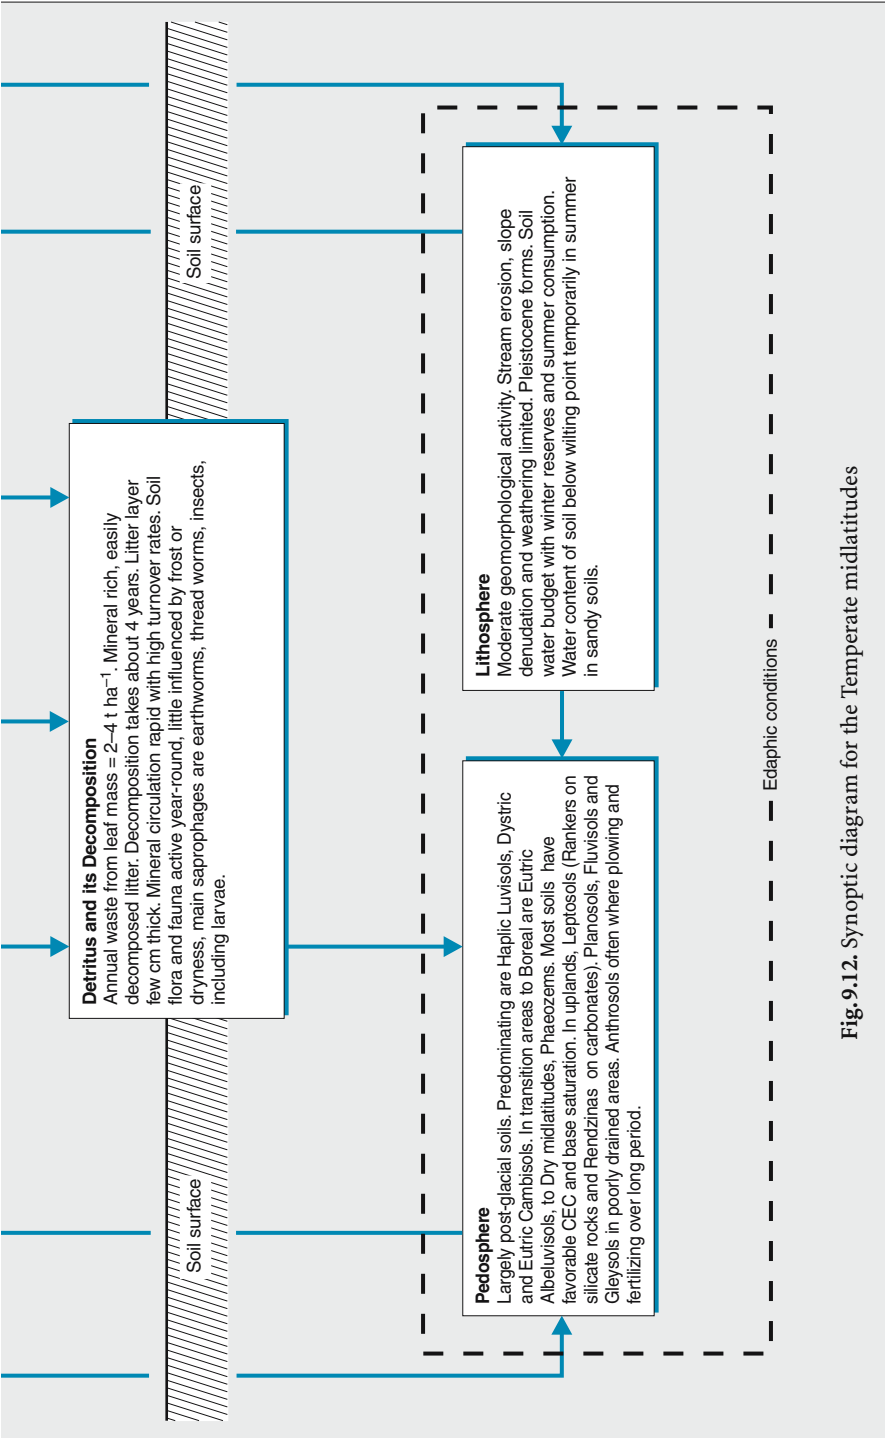 Soil surface
Soil surface
Detritus and its Decomposition
Annual waste from leaf mass = 2–4 t ha⁻¹. Mineral rich, easily
decomposed litter. Decomposition takes about 4 years. Litter layer
few cm thick. Mineral circulation rapid with high turnover rates. Soil
flora and fauna active year-round, little influenced by frost or
dryness, main saprophages are earthworms, thread worms, insects,
including larvae.
Pedosphere
Largely post-glacial soils. Predominating are Haplic Luvisols, Dystric
and Eutric Cambisols. In transition areas to Boreal are Eutric
Albeluvisols, to Dry midlatitudes, Phaeozems. Most soils have
favorable CEC and base saturation. In uplands, Leptosols (Rankers on
silicate rocks and Rendzinas on carbonates). Planosols, Fluvisols and
Gleysols in poorly drained areas. Anthrosols often where plowing and
fertilizing over long period.
Lithosphere
Moderate geomorphological activity. Stream erosion, slope
denudation and weathering limited. Pleistocene forms. Soil
water budget with winter reserves and summer consumption.
Water content of soil below wilting point temporarily in summer
in sandy soils.
Edaphic conditions
Fig. 9.12. Synoptic diagram for the Temperate midlatitudes